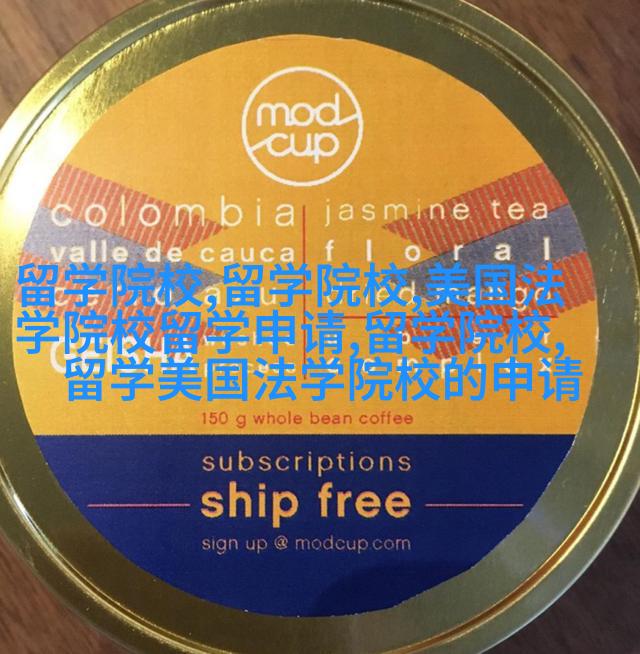 mod
cup
colombia jasmine tea
valle de cauca floral
留学院校,留学院校,美国法
学院校留学申请,留学院校,
留学美国法学院校的申请
150 g whole bean coffee
subscriptions
ship free
sign up @ modcup.com